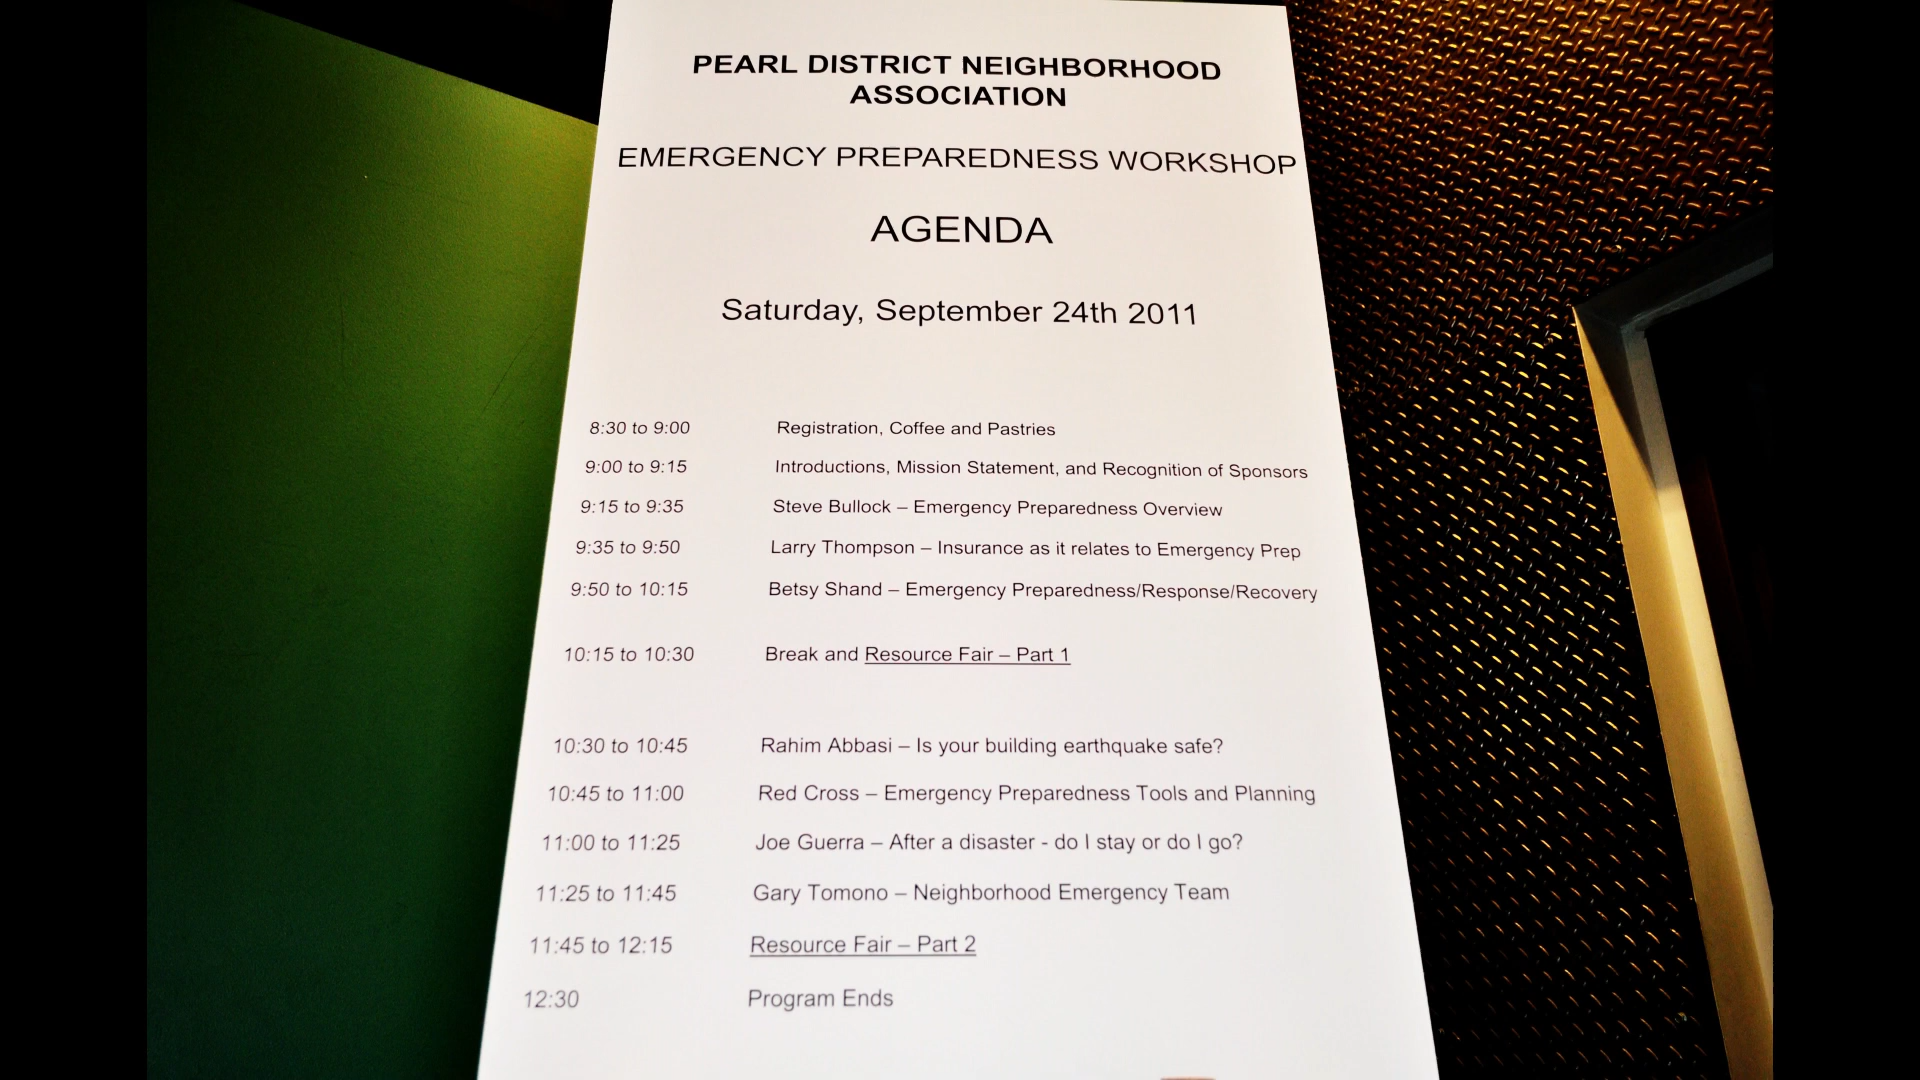 PEARL DISTRICT NEIGHBORHOOD
ASSOCIATION
EMERGENCY PREPAREDNESS WORKSHOP
AGENDA
Saturday, September 24th 2011
8:30 to 9:00 Registration, Coffee and Pastries
9:00 to 9:15 Introductions, Mission Statement, and Recognition of Sponsors
9:15 to 9:35 Steve Bullock – Emergency Preparedness Overview
9:35 to 9:50 Larry Thompson – Insurance as it relates to Emergency Prep
9:50 to 10:15 Betsy Shand – Emergency Preparedness/Response/Recovery
10:15 to 10:30 Break and Resource Fair – Part 1
10:30 to 10:45 Rahim Abbasi – Is your building earthquake safe?
10:45 to 11:00 Red Cross – Emergency Preparedness Tools and Planning
11:00 to 11:25 Joe Guerra – After a disaster - do I stay or do I go?
11:25 to 11:45 Gary Tomono – Neighborhood Emergency Team
11:45 to 12:15 Resource Fair – Part 2
12:30 Program Ends